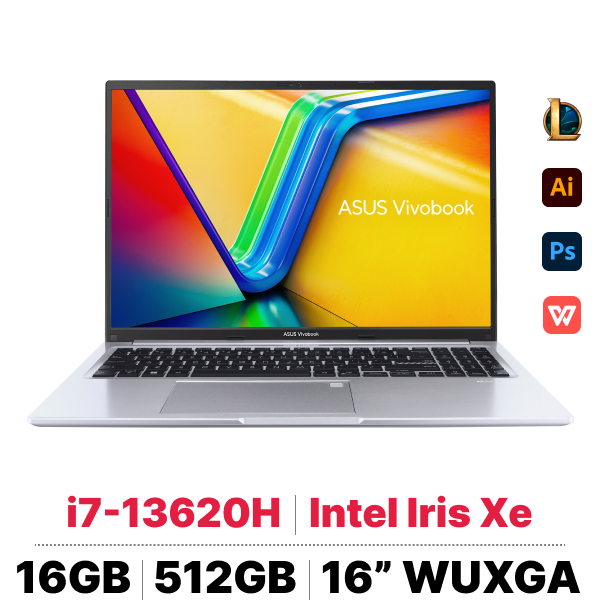 ASUS Vivobook
Ai
Ps
W
ASUS Vivobook
i7-13620H | Intel Iris Xe
16GB | 512GB | 16” WUXGA